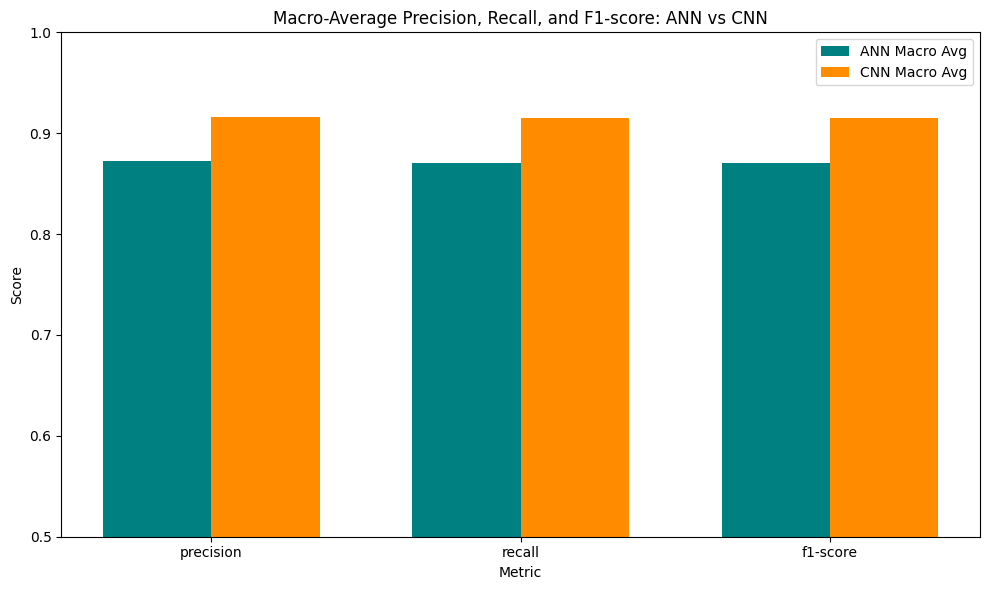 Macro-Average Precision, Recall, and F1-score: ANN vs CNN
1.0
ANN Macro Avg
CNN Macro Avg
0.9
0.8
0.7
0.6
0.5
Score
precision
recall
f1-score
Metric